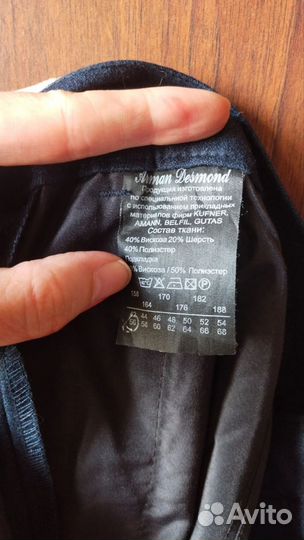 Arman Desmond
Продукция изготовлена
по специальной технологии
с использованием прикладных
материалов фирм KUFNER,
AMANN, BELFIL, GUTAS
Состав ткани:
40% Вискоза 20% Шерсть
40% Полиэстер
Подкладка
% Вискоза / 50% Полиэстер
158 170 182
164 176 188
44 46 48 50 52 54
56 58 60 62 64 66 68
Avito